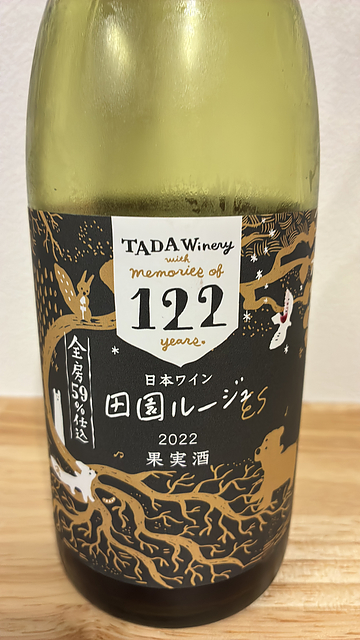 TADA Winery
with
memories of
122
years.
全房59%仕込
日本ワイン
田園ルージュES
2022
果実酒